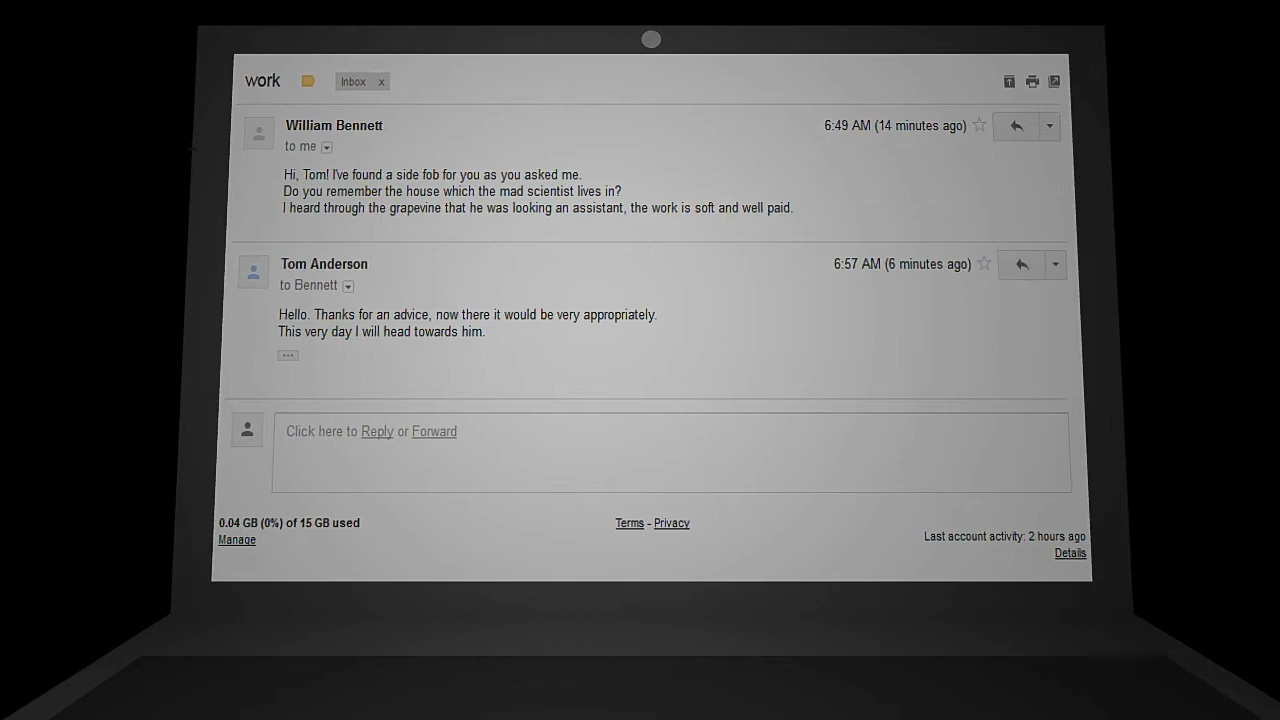 work
Inbox x
William Bennett
6:49 AM (14 minutes ago)
to me
Hi, Tom! I've found a side fob for you as you asked me.
Do you remember the house which the mad scientist lives in?
I heard through the grapevine that he was looking an assistant, the work is soft and well paid.
Tom Anderson
6:57 AM (6 minutes ago)
to Bennett
Hello. Thanks for an advice, now there it would be very appropriately.
This very day I will head towards him.
Click here to Reply or Forward
0.04 GB (0%) of 15 GB used
Manage
Terms - Privacy
Last account activity: 2 hours ago
Details